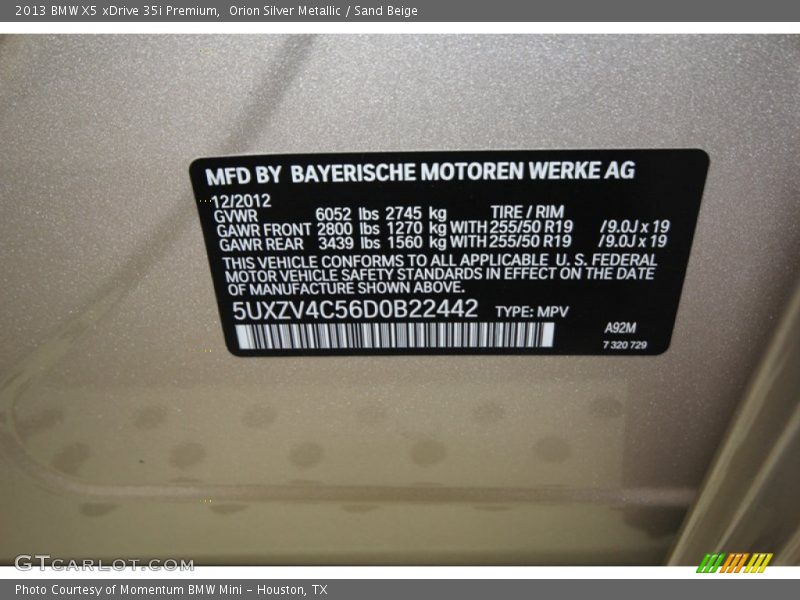 2013 BMW X5 xDrive 35i Premium, Orion Silver Metallic / Sand Beige
MFD BY BAYERISCHE MOTOREN WERKE AG
12/2012
GVWR 6052 lbs 2745 kg TIRE / RIM
GAWR FRONT 2800 lbs 1270 kg WITH 255/50 R19 /9.0J x 19
GAWR REAR 3439 lbs 1560 kg WITH 255/50 R19 /9.0J x 19
THIS VEHICLE CONFORMS TO ALL APPLICABLE U. S. FEDERAL
MOTOR VEHICLE SAFETY STANDARDS IN EFFECT ON THE DATE
OF MANUFACTURE SHOWN ABOVE.
5UXZV4C56D0B22442 TYPE: MPV
A92M
7 320 729
GTCarLot.com
Photo Courtesy of Momentum BMW Mini - Houston, TX